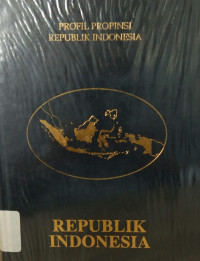 PROFIL PROPINSI
REPUBLIK INDONESIA
REPUBLIK
INDONESIA